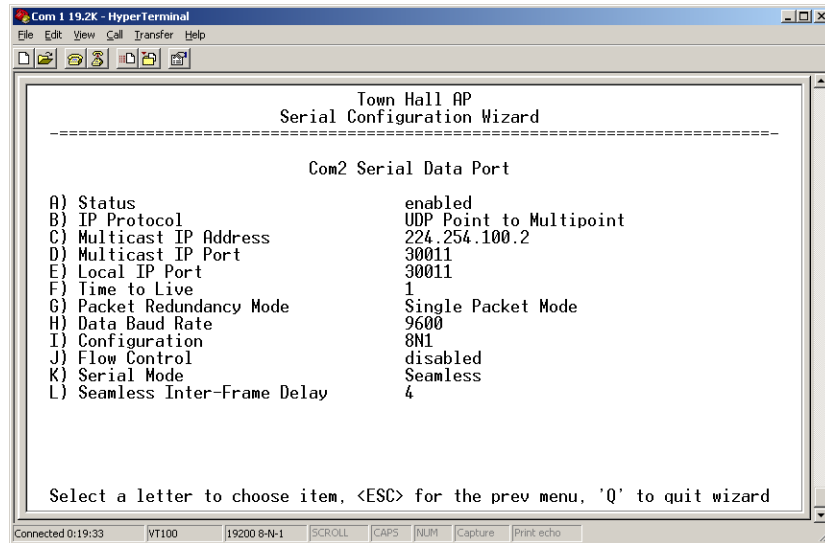 Com 1 19.2K - HyperTerminal
File Edit View Call Transfer Help
Town Hall AP
Serial Configuration Wizard
-==========================================================================-
Com2 Serial Data Port
A) Status enabled
B) IP Protocol UDP Point to Multipoint
C) Multicast IP Address 224.254.100.2
D) Multicast IP Port 30011
E) Local IP Port 30011
F) Time to Live 1
G) Packet Redundancy Mode Single Packet Mode
H) Data Baud Rate 9600
I) Configuration 8N1
J) Flow Control disabled
K) Serial Mode Seamless
L) Seamless Inter-Frame Delay 4
Select a letter to choose item, <ESC> for the prev menu, 'Q' to quit wizard
Connected 0:19:33 VT100 19200 8-N-1 SCROLL CAPS NUM Capture Print echo